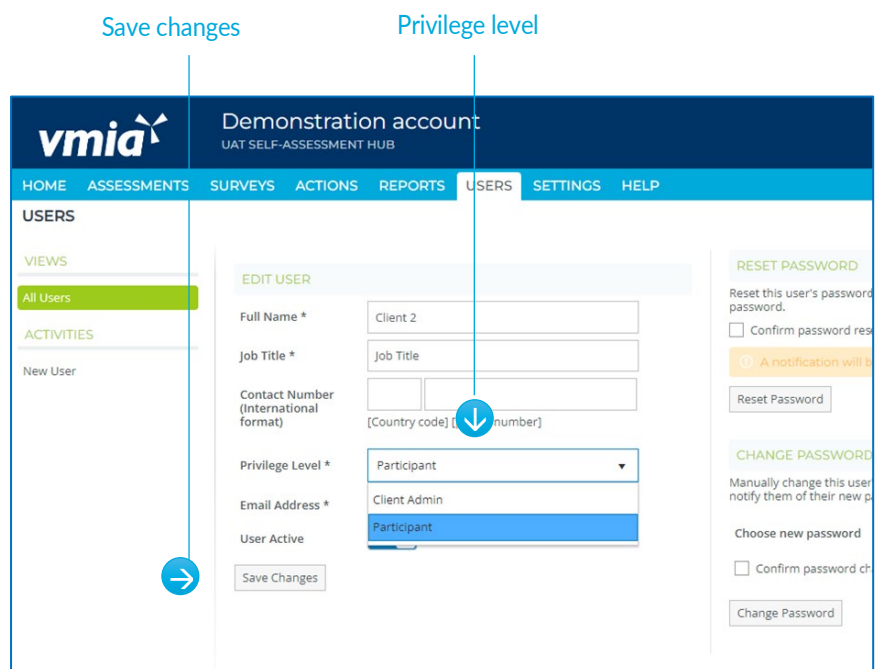 Save changes
Privilege level
vmia
Demonstration account
UAT SELF-ASSESSMENT HUB
HOME ASSESSMENTS SURVEYS ACTIONS REPORTS USERS SETTINGS HELP
USERS
VIEWS
All Users
ACTIVITIES
New User
EDIT USER
Full Name *
Client 2
Job Title *
Job Title
Contact Number
(International
format)
[Country code] number]
Privilege Level *
Participant
Client Admin
Participant
Email Address *
User Active
Save Changes
RESET PASSWORD
Reset this user's password
password.
Confirm password res
A notification will b
Reset Password
CHANGE PASSWORD
Manually change this user
notify them of their new p
Choose new password
Confirm password ch
Change Password